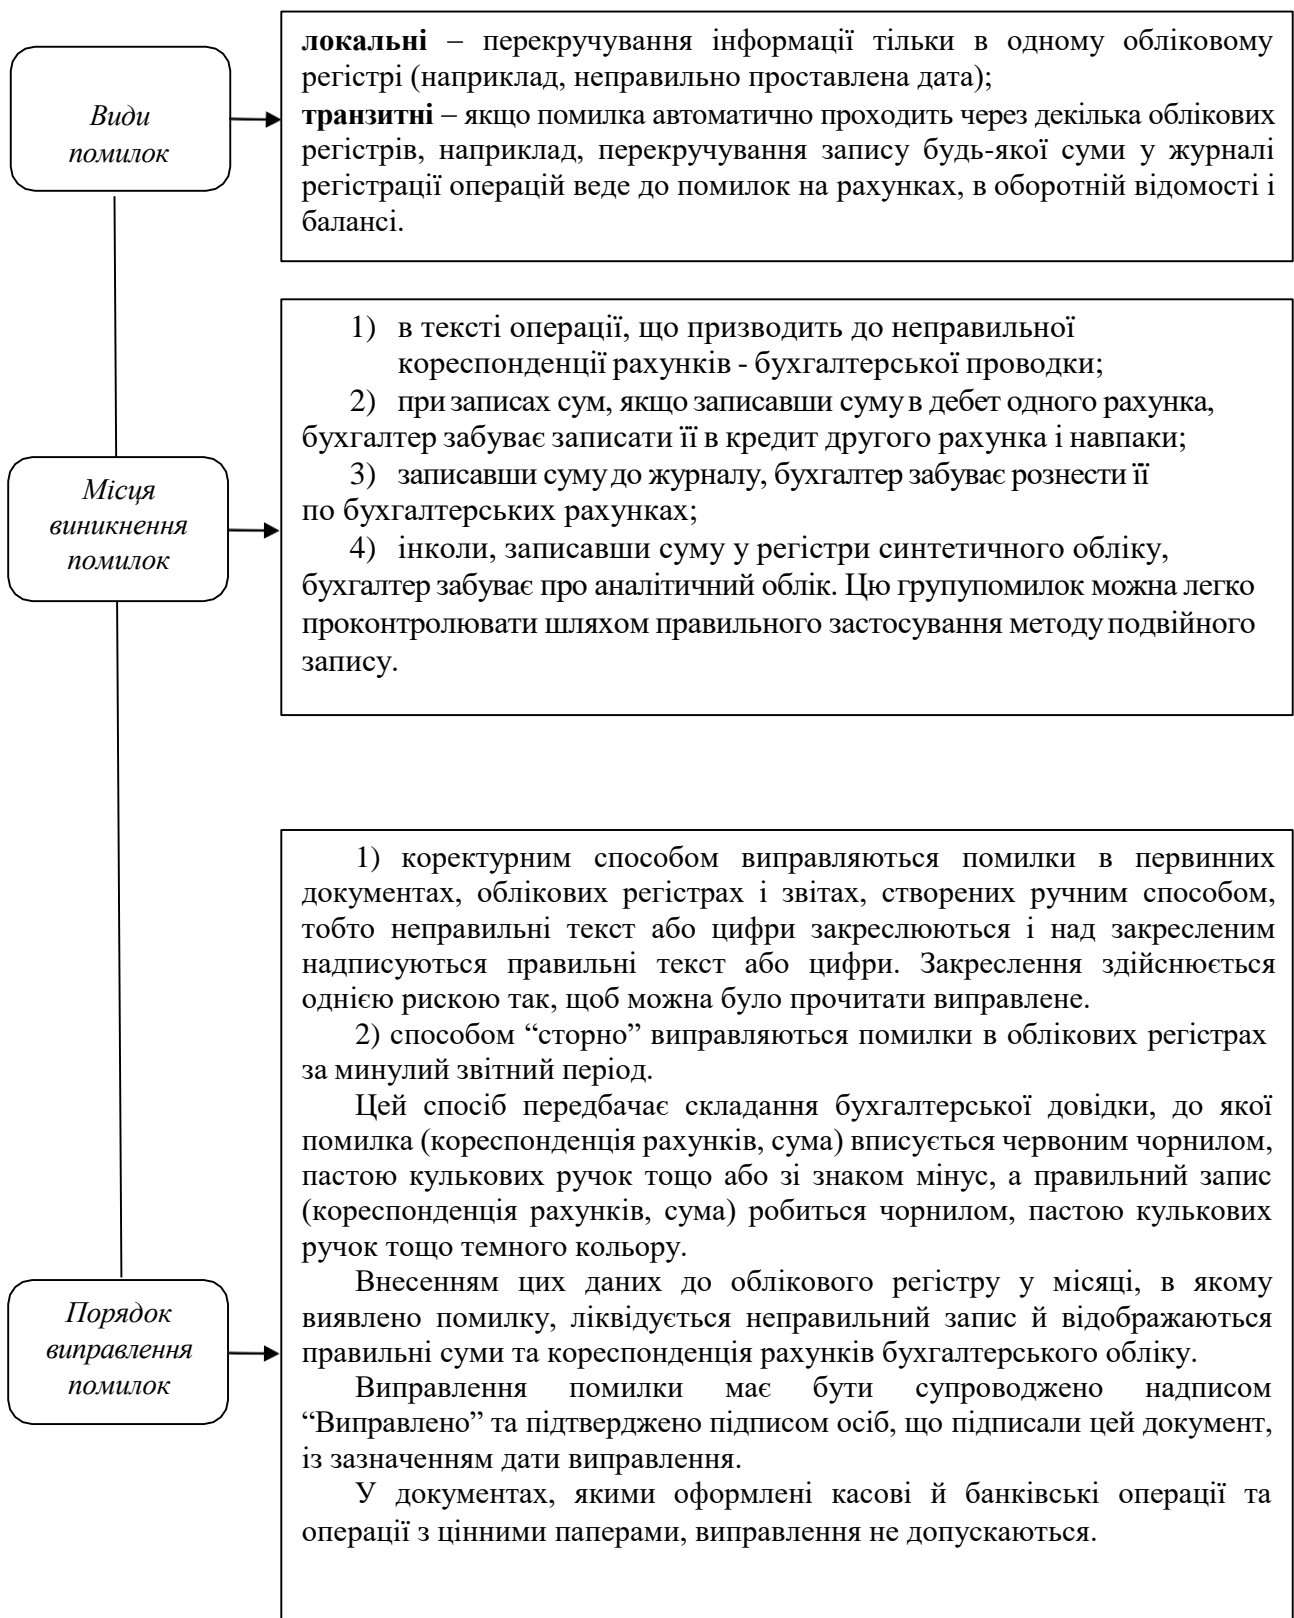 Види
помилок
локальні – перекручування інформації тільки в одному обліковому
регістрі (наприклад, неправильно проставлена дата);
транзитні – якщо помилка автоматично проходить через декілька облікових
регістрів, наприклад, перекручування запису будь-якої суми у журналі
регістрації операцій веде до помилок на рахунках, в оборотній відомості і
балансі.
Місця
виникнення
помилок
1) в тексті операції, що призводить до неправильної
кореспонденції рахунків - бухгалтерської проводки;
2) при записах сум, якщо записавши суму в дебет одного рахунка,
бухгалтер забуває записати її в кредит другого рахунка і навпаки;
3) записавши суму до журналу, бухгалтер забуває рознести її
по бухгалтерських рахунках;
4) інколи, записавши суму у регістри синтетичного обліку,
бухгалтер забуває про аналітичний облік. Цю групупомилок можна легко
проконтролювати шляхом правильного застосування методу подвійного
запису.
Порядок
виправлення
помилок
1) коректурним способом виправляються помилки в первинних
документах, облікових регістрах і звітах, створених ручним способом,
тобто неправильні текст або цифри закреслюються і над закресленим
надписуються правильні текст або цифри. Закреслення здійснюється
однією рискою так, щоб можна було прочитати виправлене.
2) способом “сторно” виправляються помилки в облікових регістрах
за минулий звітний період.
Цей спосіб передбачає складання бухгалтерської довідки, до якої
помилка (кореспонденція рахунків, сума) вписується червоним чорнилом,
пастою кулькових ручок тощо або зі знаком мінус, а правильний запис
(кореспонденція рахунків, сума) робиться чорнилом, пастою кулькових
ручок тощо темного кольору.
Внесенням цих даних до облікового регістру у місяці, в якому
виявлено помилку, ліквідується неправильний запис й відображаються
правильні суми та кореспонденція рахунків бухгалтерського обліку.
Виправлення помилки має бути супроводжено надписом
“Виправлено” та підтверджено підписом осіб, що підписали цей документ,
із зазначенням дати виправлення.
У документах, якими оформлені касові й банківські операції та
операції з цінними паперами, виправлення не допускаються.